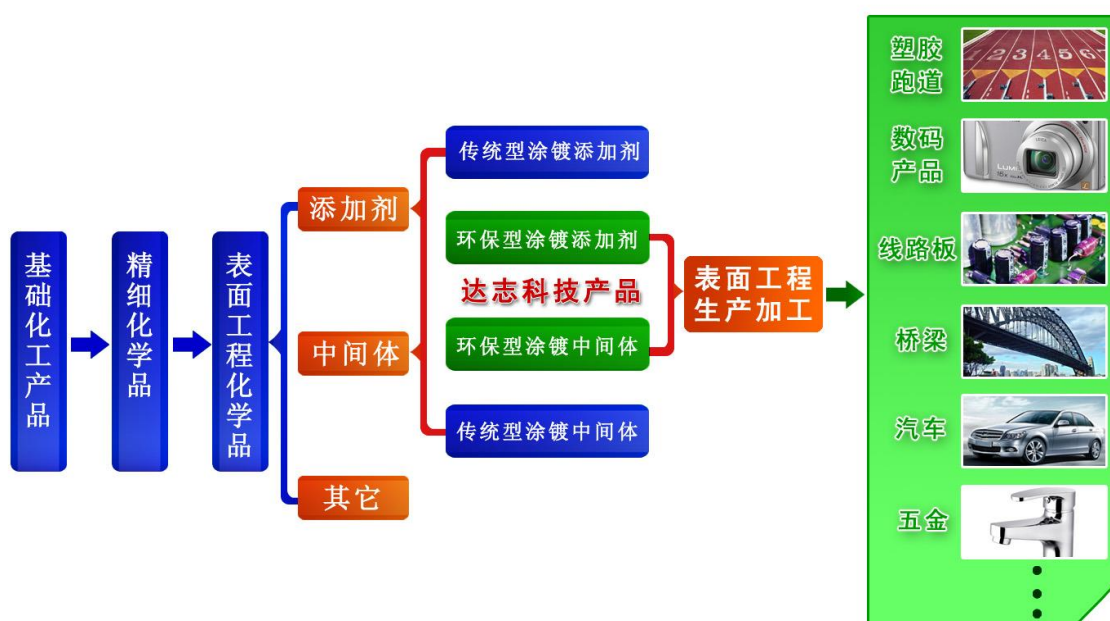 基础化工产品
精细化学品
表面工程化学品
添加剂
中间体
其它
传统型涂镀添加剂
环保型涂镀添加剂
达志科技产品
环保型涂镀中间体
传统型涂镀中间体
表面工程
生产加工
塑胶
跑道
1234567
数码
产品
LUMIX
线路板
桥梁
汽车
五金